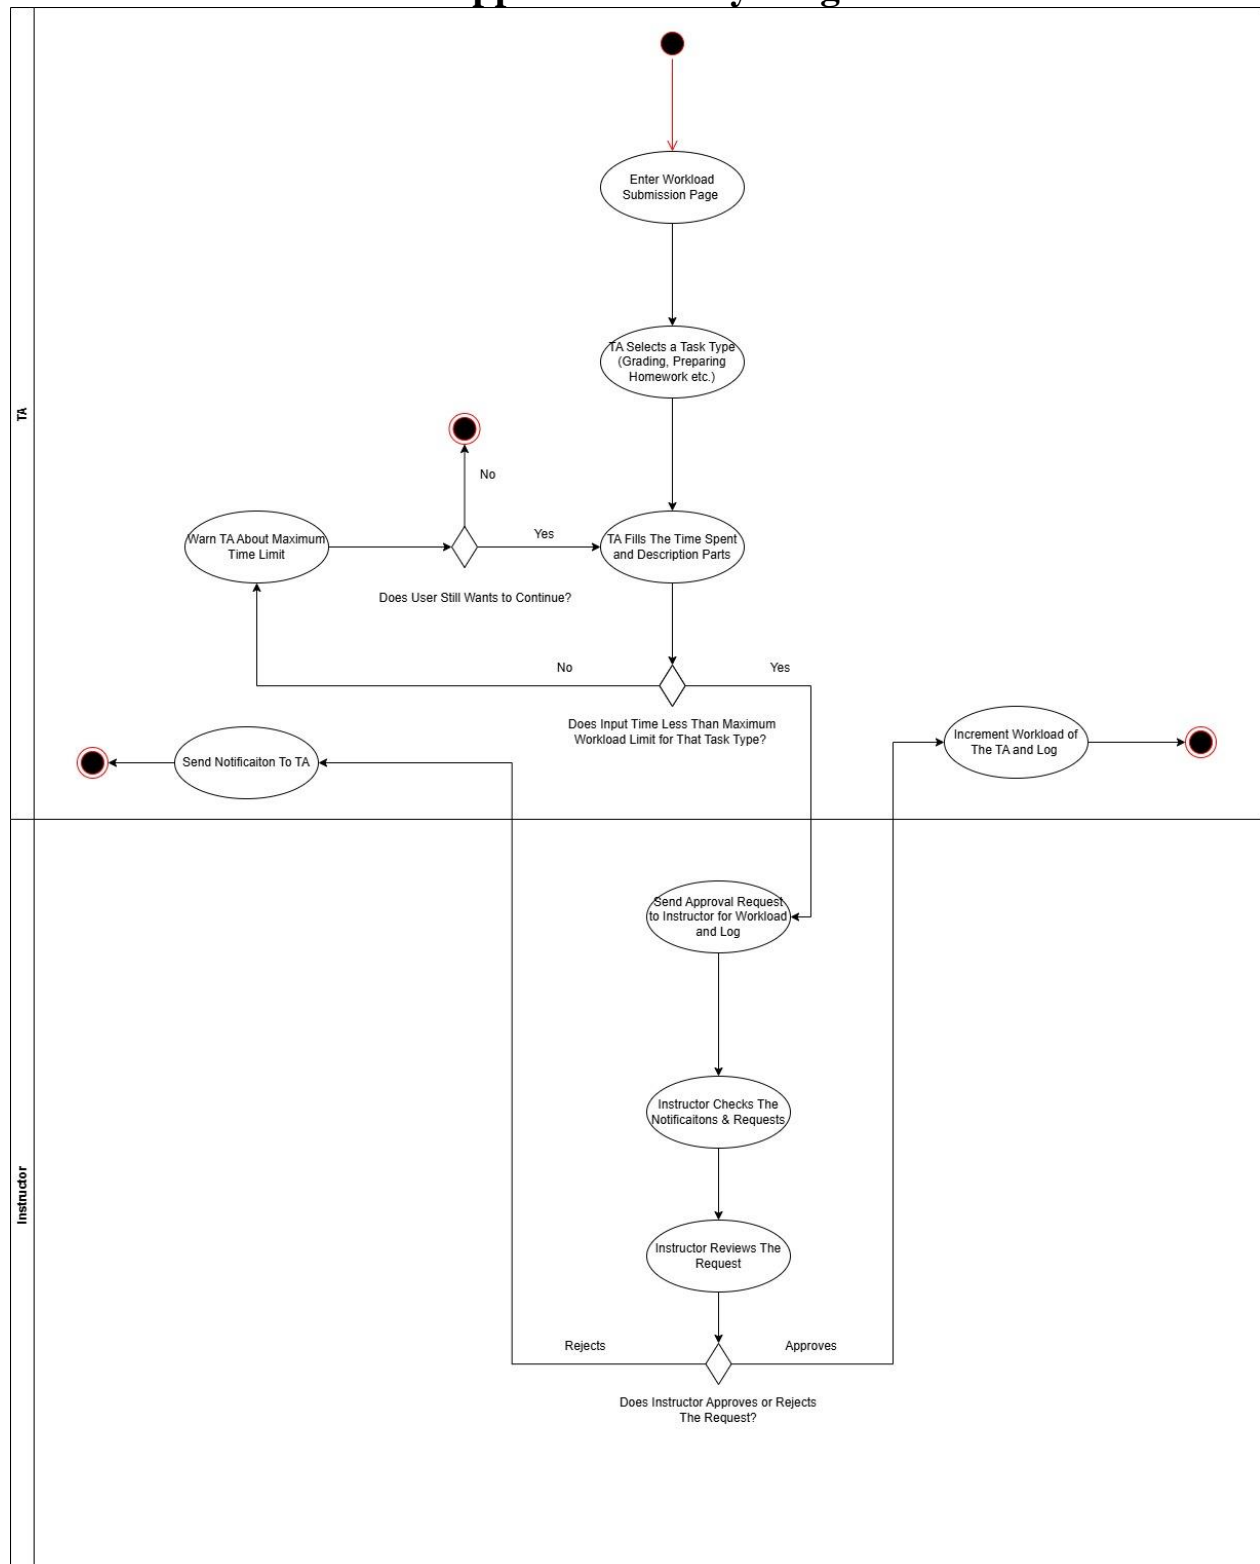 TA
Enter Workload
Submission Page
TA Selects a Task Type
(Grading, Preparing
Homework etc.)
No
Warn TA About Maximum
Time Limit
Yes
TA Fills The Time Spent
and Description Parts
Does User Still Wants to Continue?
No
Yes
Does Input Time Less Than Maximum
Workload Limit for That Task Type?
Send Notificaiton To TA
Increment Workload of
The TA and Log
Instructor
Send Approval Request
to Instructor for Workload
and Log
Instructor Checks The
Notificaitons & Requests
Instructor Reviews The
Request
Rejects
Approves
Does Instructor Approves or Rejects
The Request?